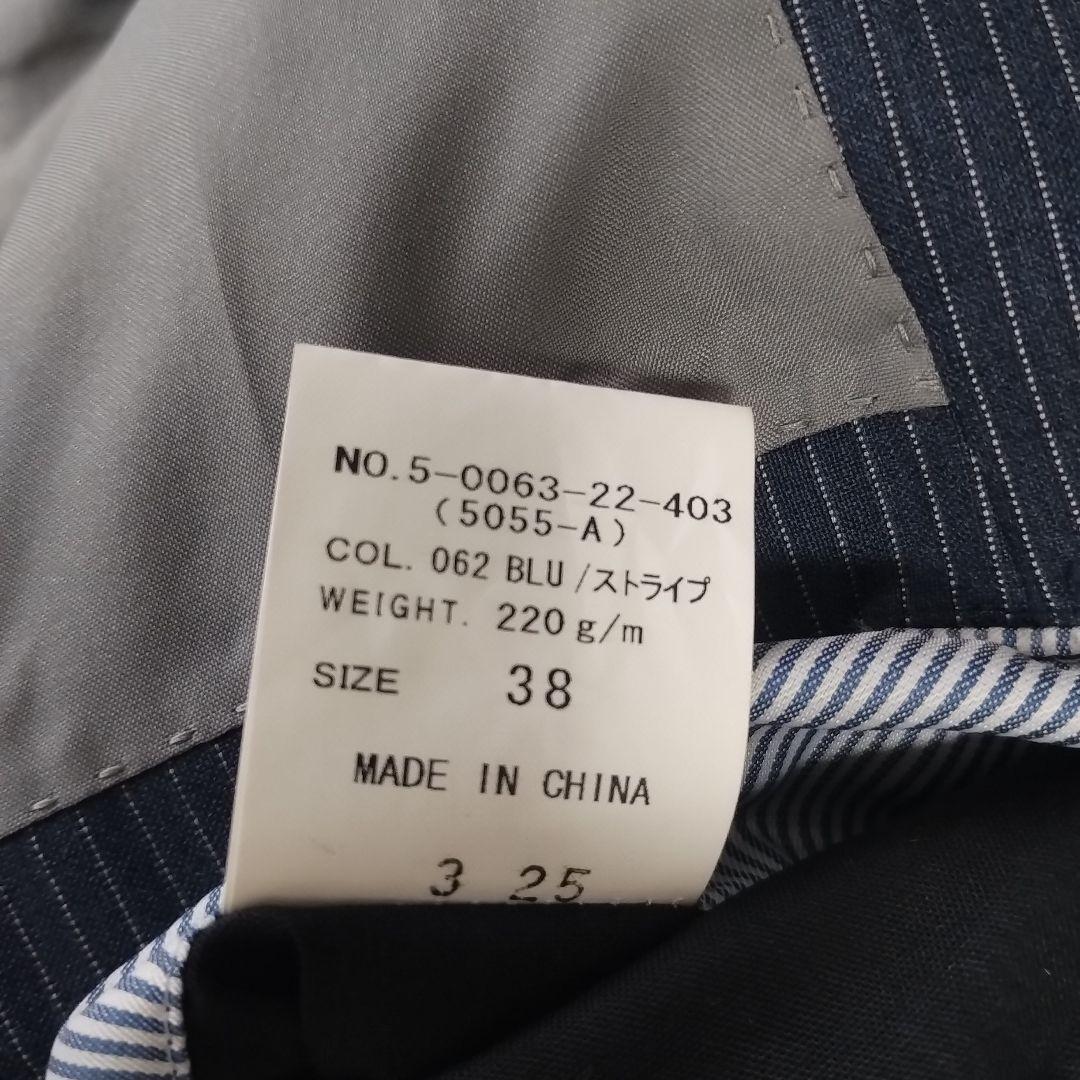 NO.5-0063-22-403
(5055-A)
COL. 062 BLU/ストライプ
WEIGHT. 220g/m
SIZE 38
MADE IN CHINA
3 25